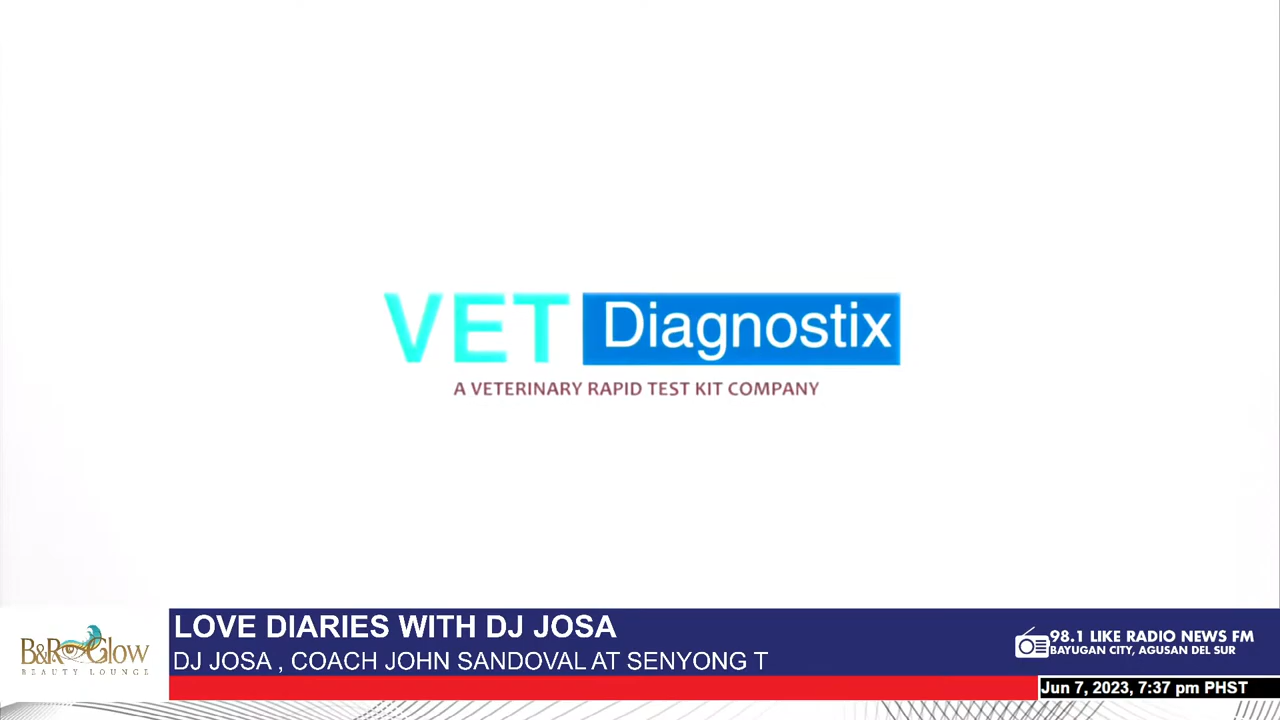 VET Diagnostix
A VETERINARY RAPID TEST KIT COMPANY
B&R Glow
BEAUTY LOUNGE
LOVE DIARIES WITH DJ JOSA
DJ JOSA , COACH JOHN SANDOVAL AT SENYONG T
98.1 LIKE RADIO NEWS FM
BAYUGAN CITY, AGUSAN DEL SUR
Jun 7, 2023, 7:37 pm PHST